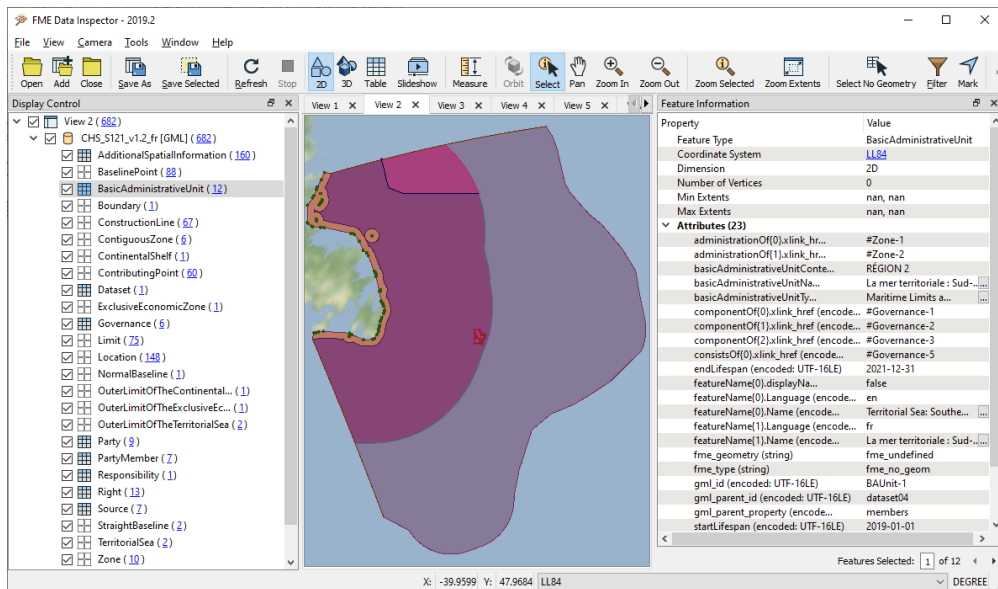 FME Data Inspector - 2019.2
File View Camera Tools Window Help
Open Add Close Save As Save Selected Refresh Stop 2D 3D Table Slideshow Measure Orbit Select Pan Zoom In Zoom Out Zoom Selected Zoom Extents Select No Geometry Filter Mark
Display Control
View 2 (682)
CHS_S121_v1.2_fr [GML] (682)
AdditionalSpatialInformation (160)
BaselinePoint (88)
BasicAdministrativeUnit (12)
Boundary (1)
ConstructionLine (67)
ContiguousZone (6)
ContinentalShelf (1)
ContributingPoint (60)
Dataset (1)
ExclusiveEconomicZone (1)
Governance (6)
Limit (75)
Location (148)
NormalBaseline (1)
OuterLimitOfTheContinental... (1)
OuterLimitOfTheExclusiveEc... (1)
OuterLimitOfTheTerritorialSea (2)
Party (9)
PartyMember (7)
Responsibility (1)
Right (13)
Source (7)
StraightBaseline (2)
TerritorialSea (2)
Zone (10)
View 1 View 2 View 3 View 4 View 5
Feature Information
Property Value
Feature Type BasicAdministrativeUnit
Coordinate System LL84
Dimension 2D
Number of Vertices 0
Min Extents nan, nan
Max Extents nan, nan
Attributes (23)
administrationOf{0}.xlink_hr... #Zone-1
administrationOf{1}.xlink_hr... #Zone-2
basicAdministrativeUnitConte... RÉGION 2
basicAdministrativeUnitNa... La mer territoriale : Sud-... ...
basicAdministrativeUnitTy... Maritime Limits a... ...
componentOf{0}.xlink_href (encode... #Governance-1
componentOf{1}.xlink_href (encode... #Governance-2
componentOf{2}.xlink_href (encode... #Governance-3
consistsOf{0}.xlink_href (encode... #Governance-5
endLifespan (encoded: UTF-16LE) 2021-12-31
featureName{0}.displayNa... false
featureName{0}.Language (encode... en
featureName{0}.Name (encode... Territorial Sea: Southe... ...
featureName{1}.Language (encode... fr
featureName{1}.Name (encode... La mer territoriale : Sud-... ...
fme_geometry (string) fme_undefined
fme_type (string) fme_no_geom
gml_id (encoded: UTF-16LE) BAUnit-1
gml_parent_id (encoded: UTF-16LE) dataset04
gml_parent_property (encode... members
startLifespan (encoded: UTF-16LE) 2019-01-01
Features Selected: 1 of 12
X: -39.9599 Y: 47.9684 LL84 DEGREE